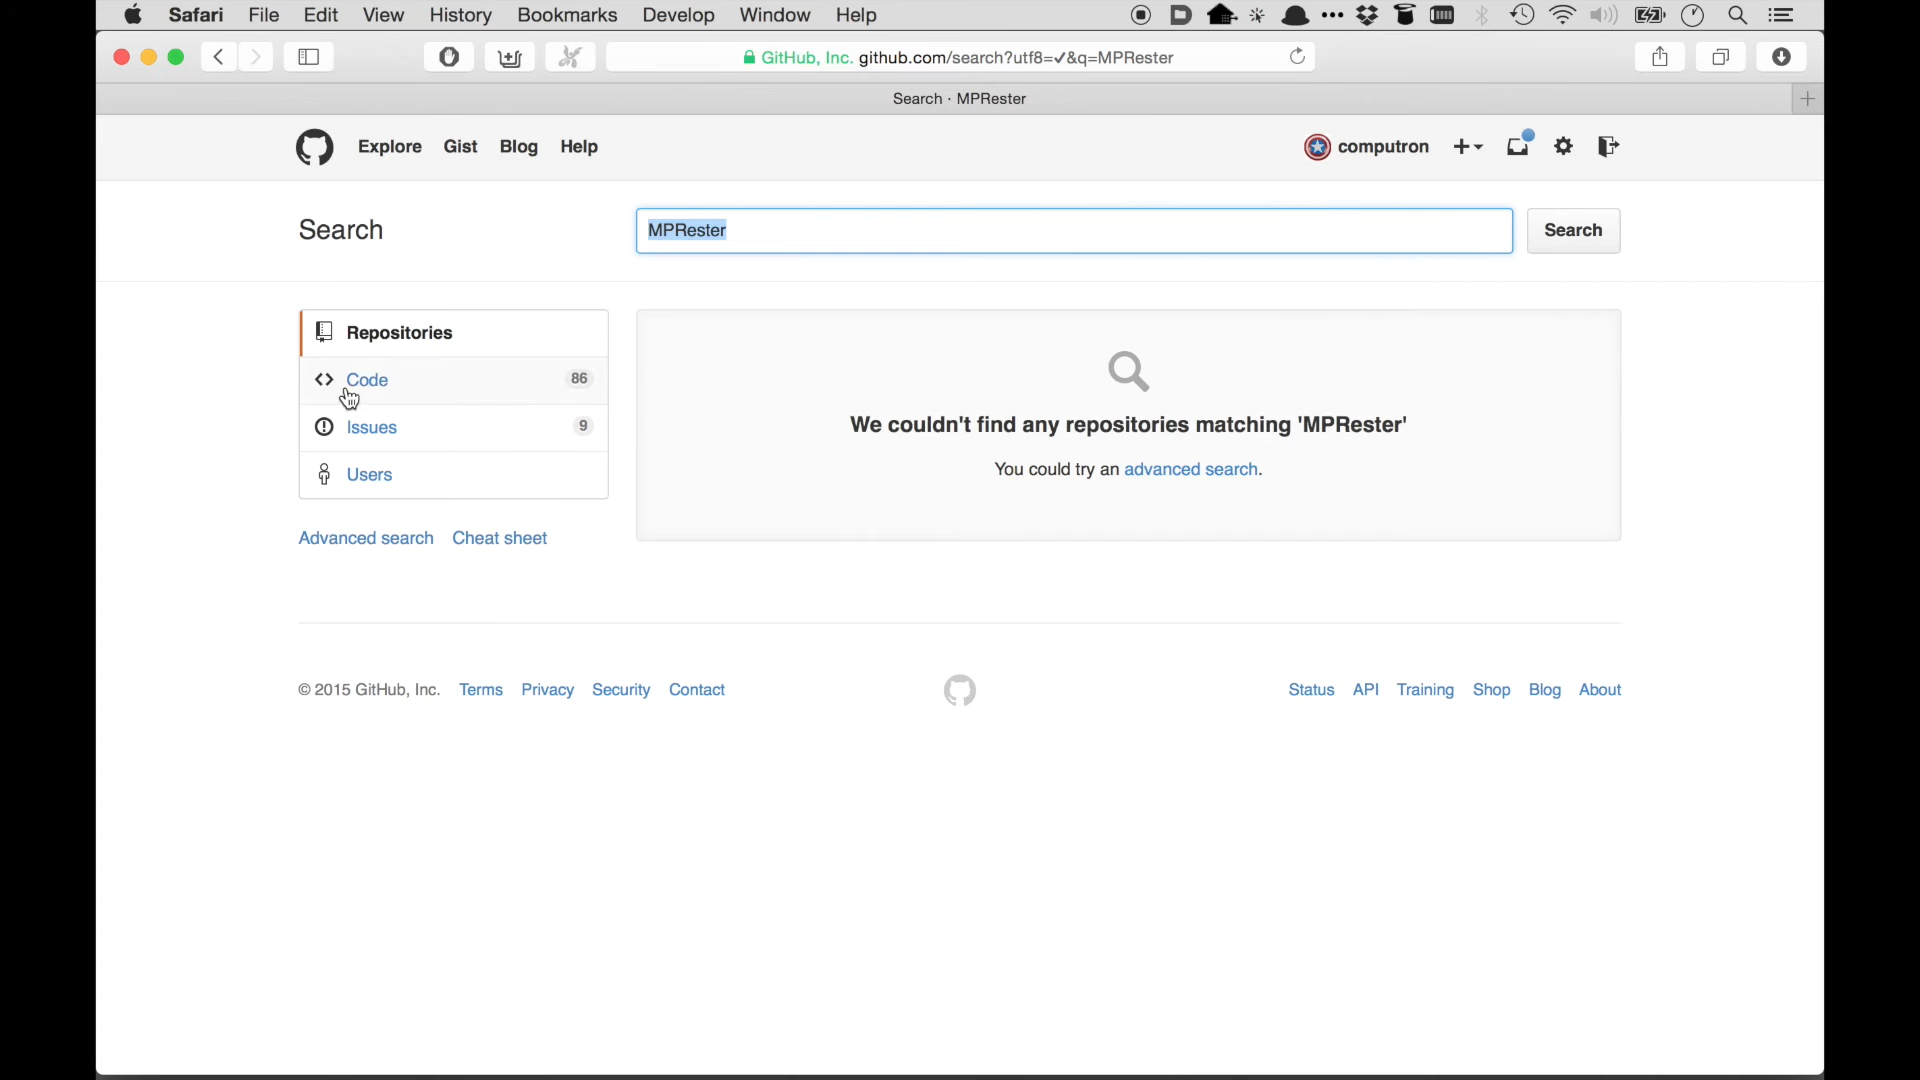 Safari File Edit View History Bookmarks Develop Window Help
GitHub, Inc. github.com/search?utf8=✓&q=MPRester
Search · MPRester
Explore Gist Blog Help
computron
Search
MPRester
Search
Repositories
Code 86
Issues 9
Users
Advanced search Cheat sheet
We couldn't find any repositories matching 'MPRester'
You could try an advanced search.
© 2015 GitHub, Inc. Terms Privacy Security Contact
Status API Training Shop Blog About